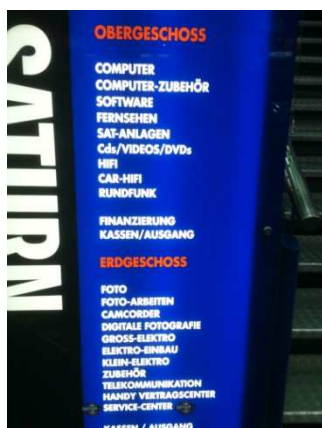 SATURN
OBERGESCHOSS
COMPUTER
COMPUTER-ZUBEHÖR
SOFTWARE
FERNSEHEN
SAT-ANLAGEN
Cds/VIDEOS/DVDs
HIFI
CAR-HIFI
RUNDFUNK
FINANZIERUNG
KASSEN/AUSGANG
ERDGESCHOSS
FOTO
FOTO-ARBEITEN
CAMCORDER
DIGITALE FOTOGRAFIE
GROSS-ELEKTRO
ELEKTRO-EINBAU
KLEIN-ELEKTRO
ZUBEHÖR
TELEKOMMUNIKATION
HANDY VERTRAGSCENTER
SERVICE-CENTER
KASSEN / AUSGANG